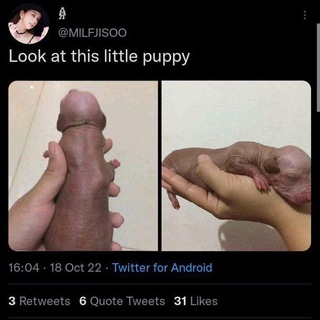 @MILFJISOO
Look at this little puppy
16:04 · 18 Oct 22 · Twitter for Android
3 Retweets 6 Quote Tweets 31 Likes